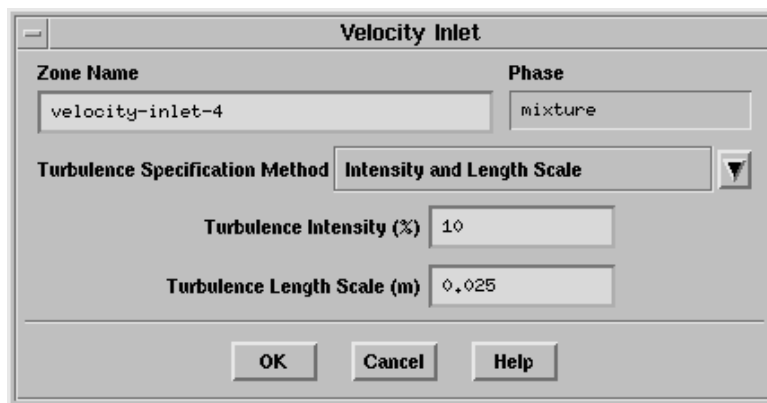 Velocity Inlet
Zone Name Phase
velocity-inlet-4 mixture
Turbulence Specification Method Intensity and Length Scale
Turbulence Intensity (%) 10
Turbulence Length Scale (m) 0.025
OK Cancel Help